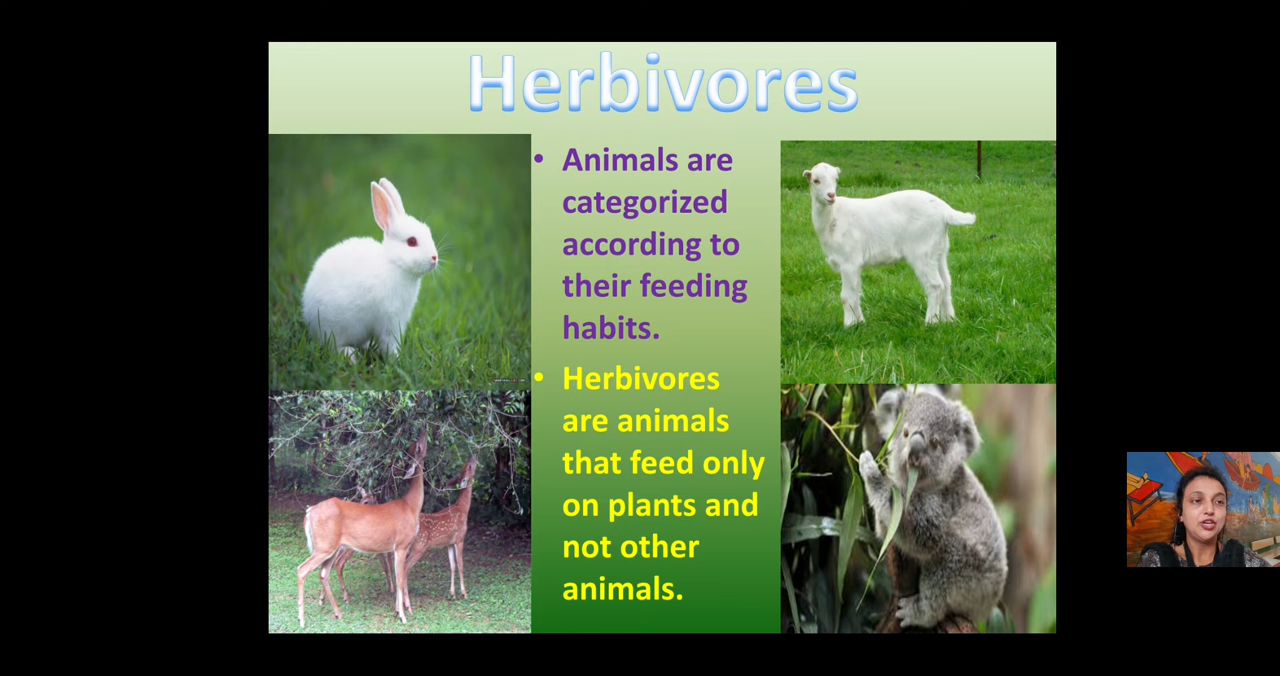 Herbivores
• Animals are
categorized
according to
their feeding
habits.
• Herbivores
are animals
that feed only
on plants and
not other
animals.